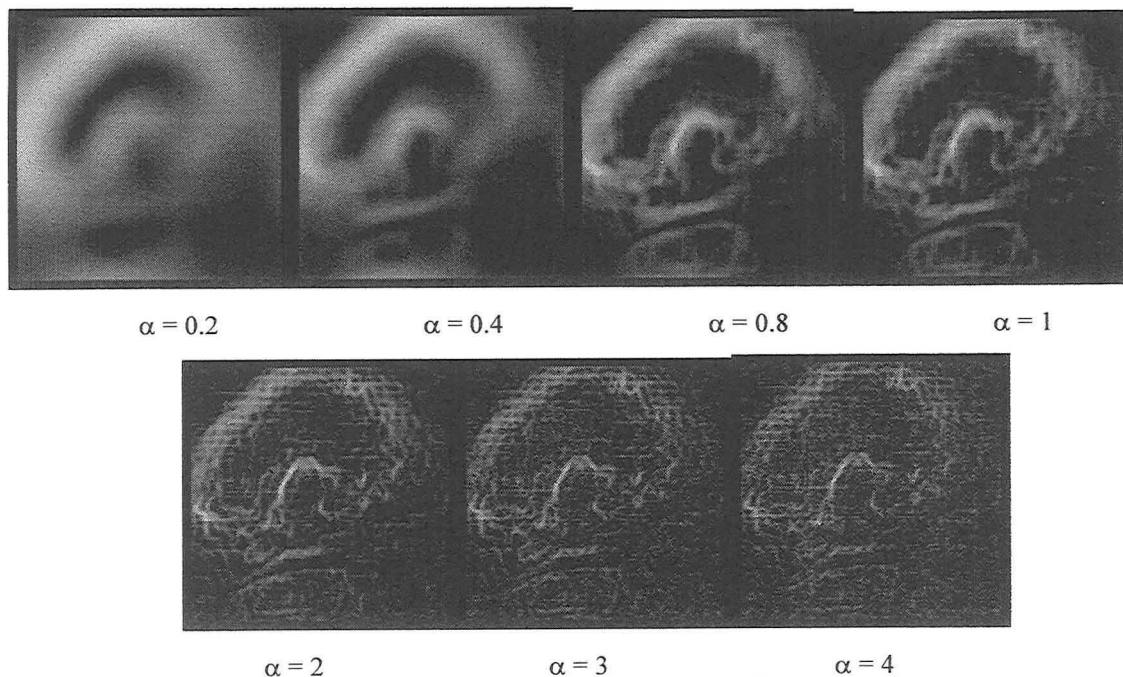 α = 0.2 α = 0.4 α = 0.8 α = 1
α = 2 α = 3 α = 4